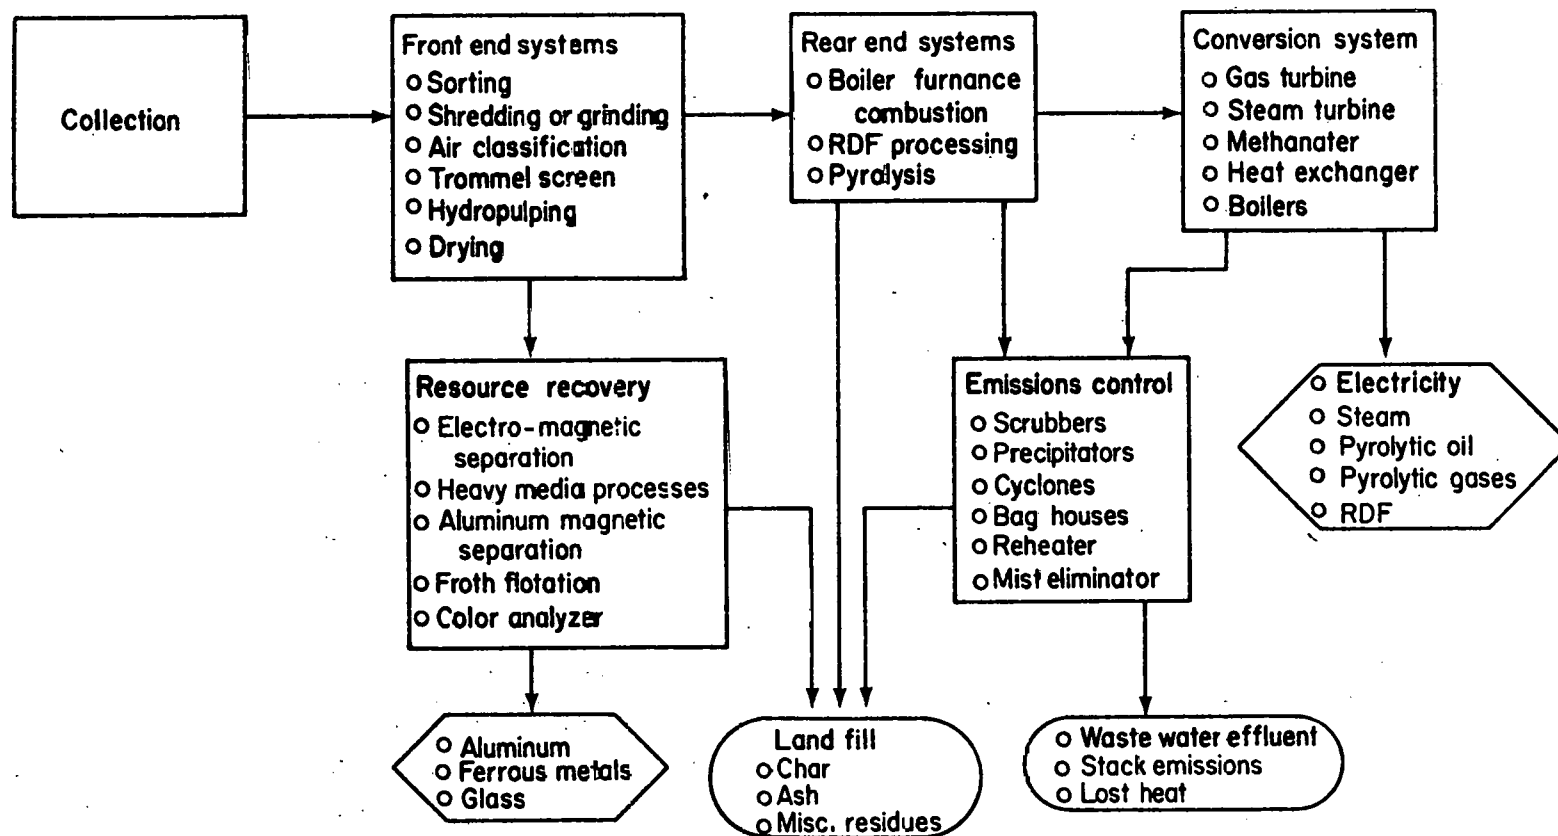 Collection
Front end systems
○ Sorting
○ Shredding or grinding
○ Air classification
○ Trommel screen
○ Hydropulping
○ Drying
Rear end systems
○ Boiler furnance
combustion
○ RDF processing
○ Pyralysis
Conversion system
○ Gas turbine
○ Steam turbine
○ Methanater
○ Heat exchanger
○ Boilers
Resource recovery
○ Electro-magnetic
separation
○ Heavy media processes
○ Aluminum magnetic
separation
○ Froth flotation
○ Color analyzer
Emissions control
○ Scrubbers
○ Precipitators
○ Cyclones
○ Bag houses
○ Reheater
○ Mist eliminator
○ Electricity
○ Steam
○ Pyrolytic oil
○ Pyrolytic gases
○ RDF
○ Aluminum
○ Ferrous metals
○ Glass
Land fill
○ Char
○ Ash
○ Misc. residues
○ Waste water effluent
○ Stack emissions
○ Lost heat